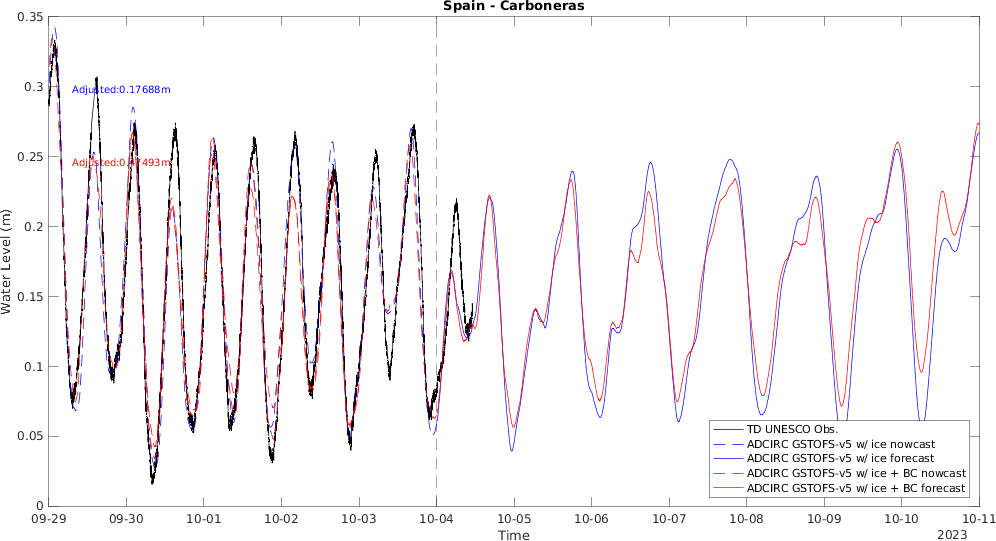 Spain - Carboneras
Water Level (m)
0.35
0.3
0.25
0.2
0.15
0.1
0.05
0
Adjusted:0.17688m
Adjusted:0.17493m
TD UNESCO Obs.
ADCIRC GSTOFS-v5 w/ ice nowcast
ADCIRC GSTOFS-v5 w/ ice forecast
ADCIRC GSTOFS-v5 w/ ice + BC nowcast
ADCIRC GSTOFS-v5 w/ ice + BC forecast
09-29 09-30 10-01 10-02 10-03 10-04 10-05 10-06 10-07 10-08 10-09 10-10 10-11
Time
2023